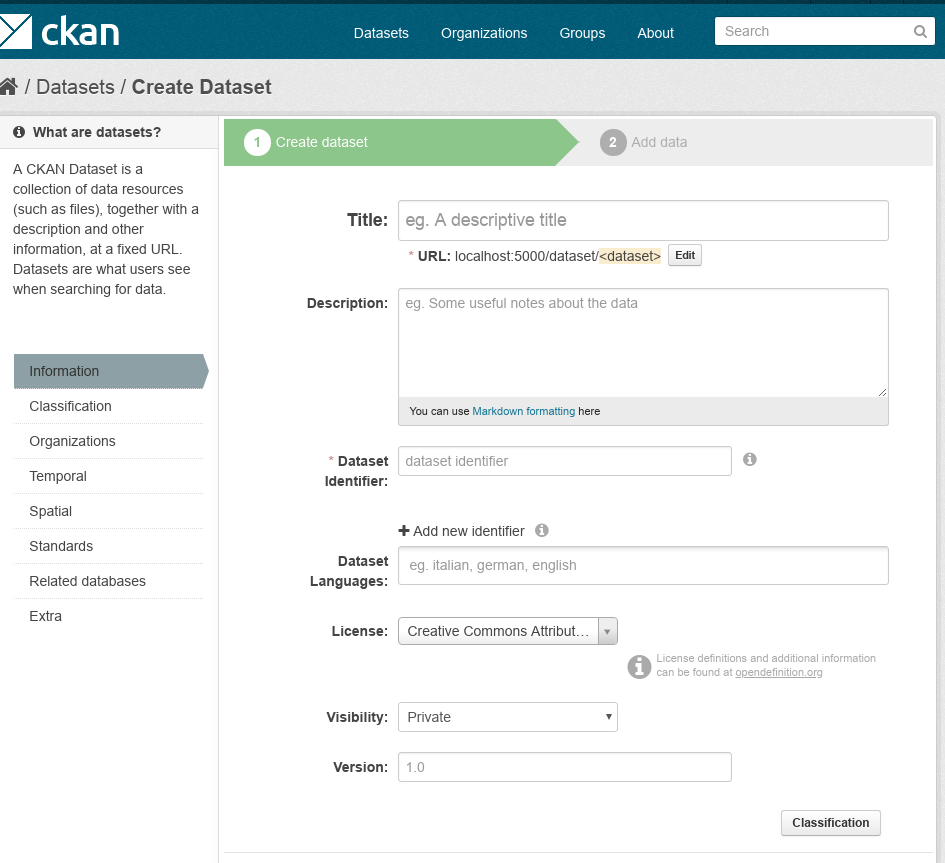 ckan
Datasets Organizations Groups About Search
/ Datasets / Create Dataset
What are datasets?
A CKAN Dataset is a
collection of data resources
(such as files), together with a
description and other
information, at a fixed URL.
Datasets are what users see
when searching for data.
Information
Classification
Organizations
Temporal
Spatial
Standards
Related databases
Extra
1 Create dataset
2 Add data
Title: eg. A descriptive title
* URL: localhost:5000/dataset/<dataset> Edit
Description: eg. Some useful notes about the data
You can use Markdown formatting here
* Dataset
Identifier:
dataset identifier
Add new identifier
Dataset
Languages:
eg. italian, german, english
License: Creative Commons Attribut…
License definitions and additional information
can be found at opendefinition.org
Visibility: Private
Version: 1.0
Classification